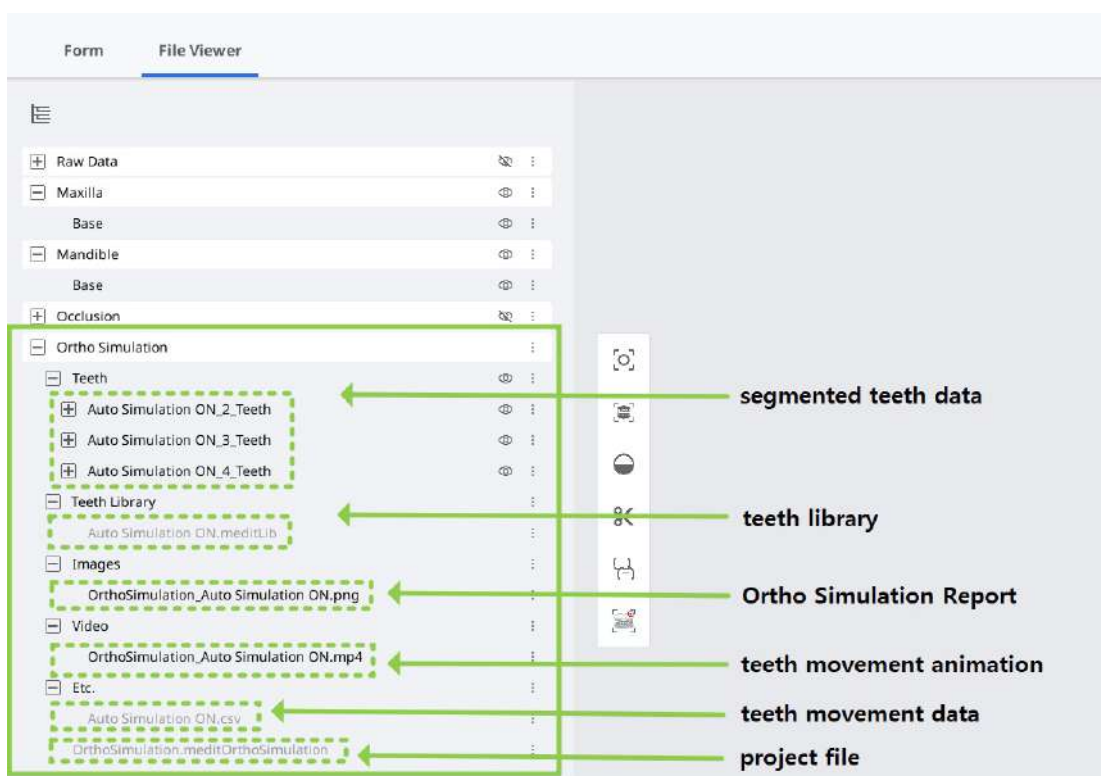 Form File Viewer
Raw Data
Maxilla
Base
Mandible
Base
Occlusion
Ortho Simulation
Teeth
segmented teeth data
Auto Simulation ON_2_Teeth
Auto Simulation ON_3_Teeth
Auto Simulation ON_4_Teeth
Teeth Library
teeth library
Auto Simulation ON.meditLib
Images
OrthoSimulation_Auto Simulation ON.png
Ortho Simulation Report
Video
OrthoSimulation_Auto Simulation ON.mp4
teeth movement animation
Etc.
Auto Simulation ON.csv
teeth movement data
OrthoSimulation.meditOrthoSimulation
project file